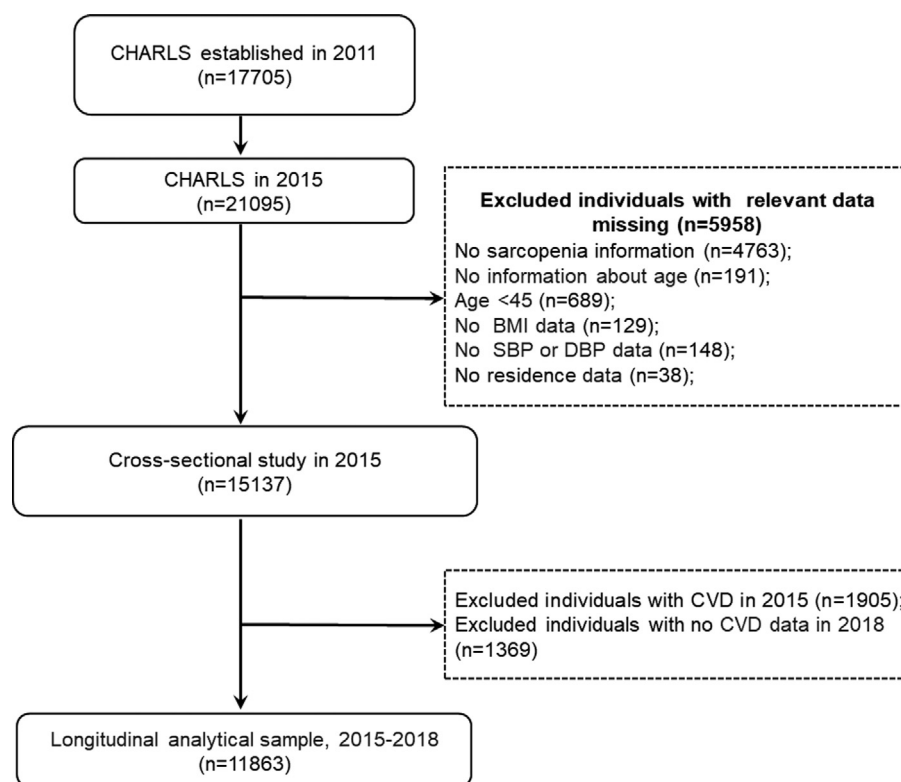 CHARLS established in 2011
(n=17705)
CHARLS in 2015
(n=21095)
Excluded individuals with relevant data
missing (n=5958)
No sarcopenia information (n=4763);
No information about age (n=191);
Age <45 (n=689);
No BMI data (n=129);
No SBP or DBP data (n=148);
No residence data (n=38);
Cross-sectional study in 2015
(n=15137)
Excluded individuals with CVD in 2015 (n=1905);
Excluded individuals with no CVD data in 2018
(n=1369)
Longitudinal analytical sample, 2015-2018
(n=11863)